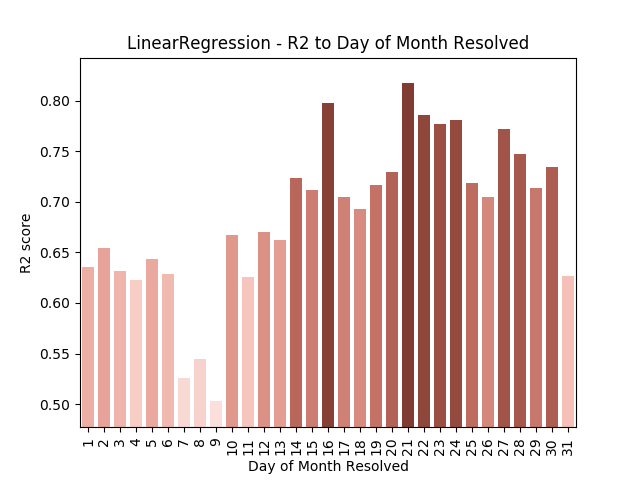 LinearRegression - R2 to Day of Month Resolved
R2 score
0.80
0.75
0.70
0.65
0.60
0.55
0.50
1 2 3 4 5 6 7 8 9 10 11 12 13 14 15 16 17 18 19 20 21 22 23 24 25 26 27 28 29 30 31
Day of Month Resolved